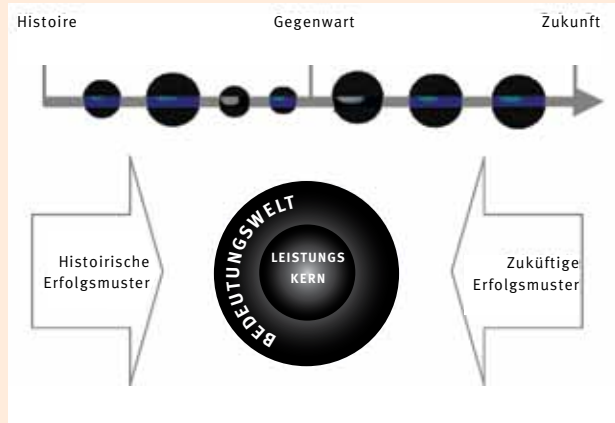 Histoire
Gegenwart
Zukunft
BEDEUTUNGSWELT
LEISTUNGS
KERN
Histoirische
Erfolgsmuster
Zuküftige
Erfolgsmuster